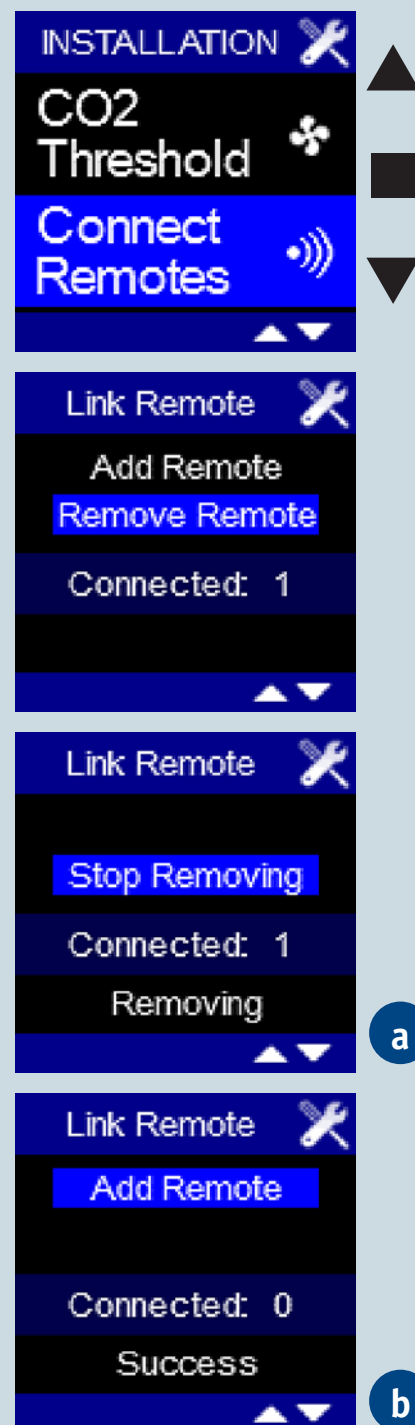 INSTALLATION
CO2
Threshold
Connect
Remotes
Link Remote
Add Remote
Remove Remote
Connected: 1
Link Remote
Stop Removing
Connected: 1
Removing
a
Link Remote
Add Remote
Connected: 0
Success
b